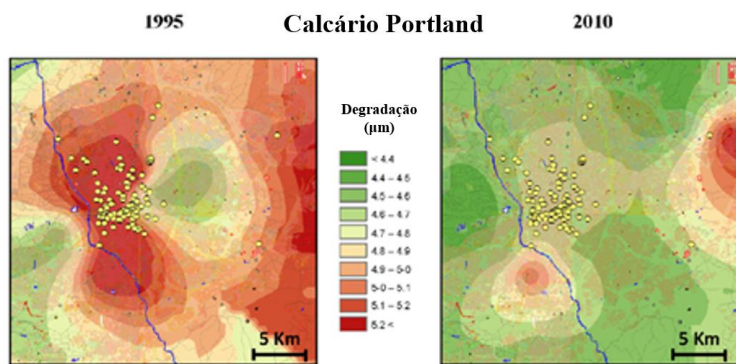 1995 Calcário Portland 2010
Degradação
(µm)
< 4.4
4.4 – 4.5
4.5 – 4.6
4.6 – 4.7
4.7 – 4.8
4.8 – 4.9
4.9 – 5.0
5.0 – 5.1
5.1 – 5.2
5.2 <
5 Km
5 Km